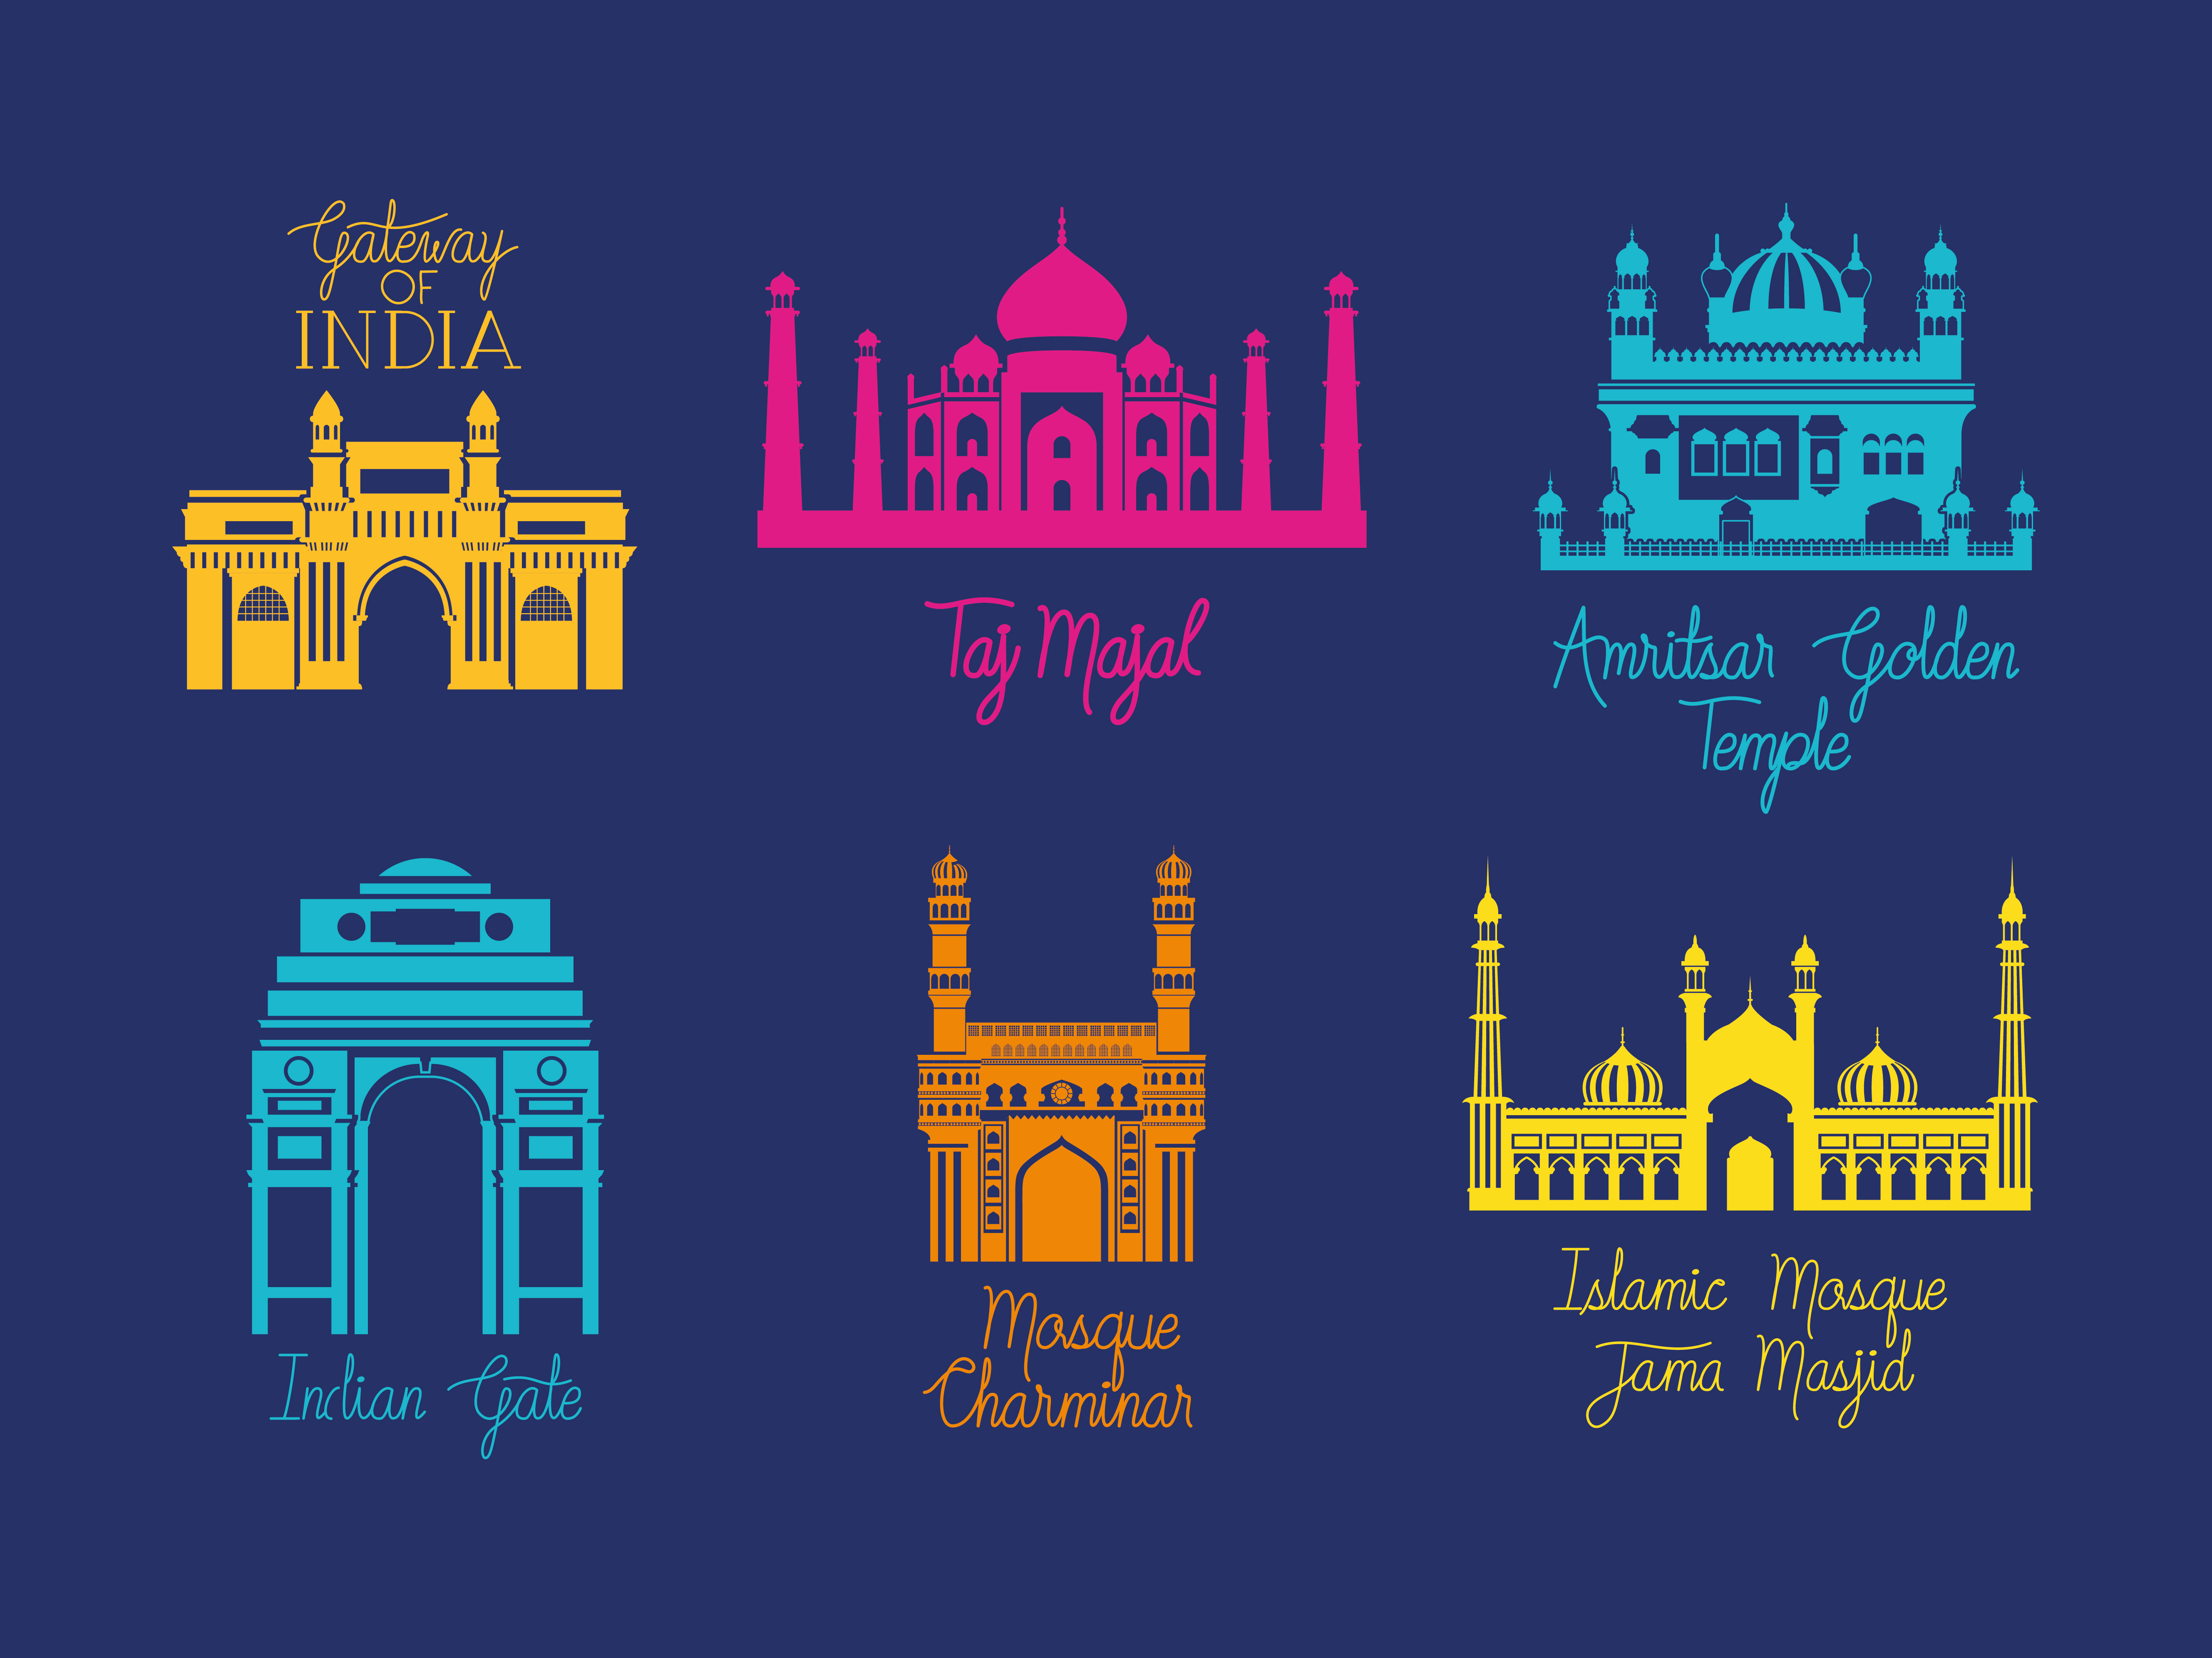 Gateway
OF
INDIA
Taj Majal
Amritsar Golden
Temple
Indian Gate
Mosque
Charminar
Islamic Mosque
Jama Masjid